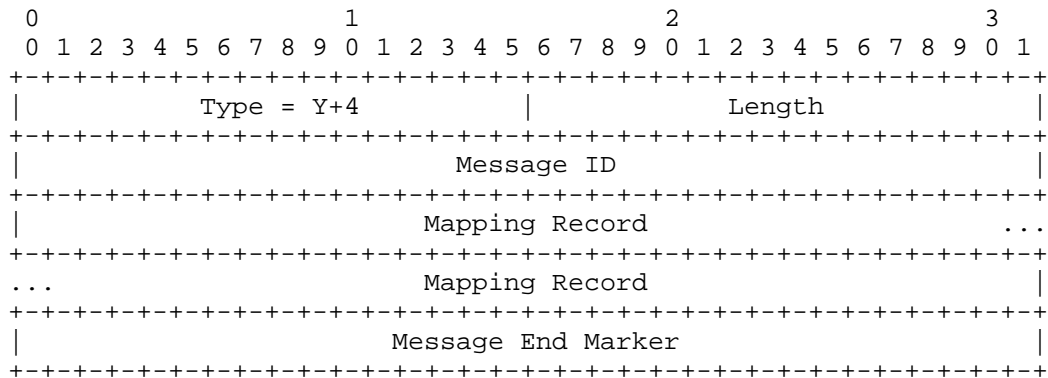 0                   1                   2                   3
 0 1 2 3 4 5 6 7 8 9 0 1 2 3 4 5 6 7 8 9 0 1 2 3 4 5 6 7 8 9 0 1
+-+-+-+-+-+-+-+-+-+-+-+-+-+-+-+-+-+-+-+-+-+-+-+-+-+-+-+-+-+-+-+-+
|           Type = Y+4          |            Length             |
+-+-+-+-+-+-+-+-+-+-+-+-+-+-+-+-+-+-+-+-+-+-+-+-+-+-+-+-+-+-+-+-+
|                           Message ID                          |
+-+-+-+-+-+-+-+-+-+-+-+-+-+-+-+-+-+-+-+-+-+-+-+-+-+-+-+-+-+-+-+-+
|                         Mapping Record                      ...
+-+-+-+-+-+-+-+-+-+-+-+-+-+-+-+-+-+-+-+-+-+-+-+-+-+-+-+-+-+-+-+-+
...                       Mapping Record                        |
+-+-+-+-+-+-+-+-+-+-+-+-+-+-+-+-+-+-+-+-+-+-+-+-+-+-+-+-+-+-+-+-+
|                       Message End Marker                      |
+-+-+-+-+-+-+-+-+-+-+-+-+-+-+-+-+-+-+-+-+-+-+-+-+-+-+-+-+-+-+-+-+